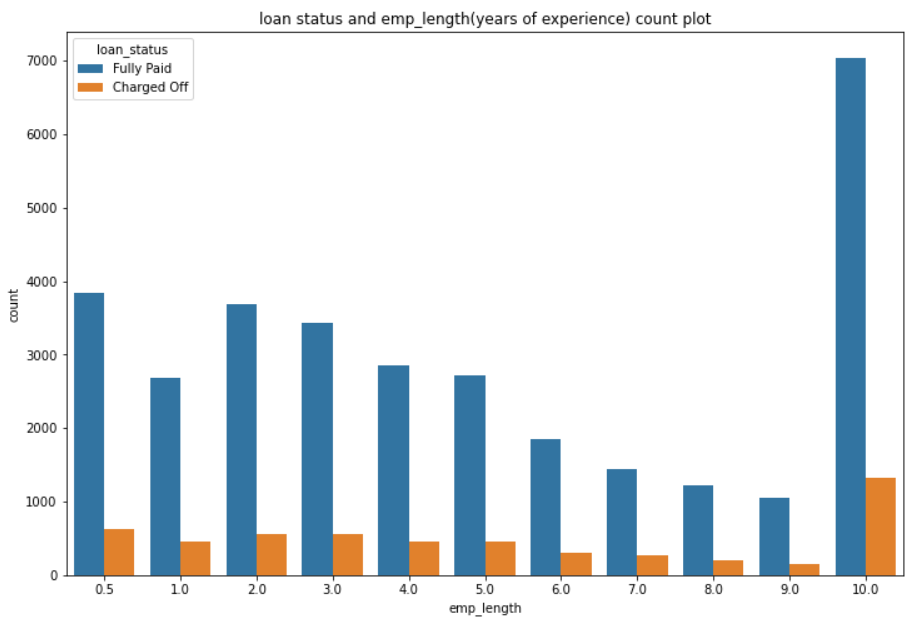 loan status and emp_length(years of experience) count plot
loan_status
Fully Paid
Charged Off
7000
6000
5000
4000
3000
2000
1000
0
count
0.5 1.0 2.0 3.0 4.0 5.0 6.0 7.0 8.0 9.0 10.0
emp_length